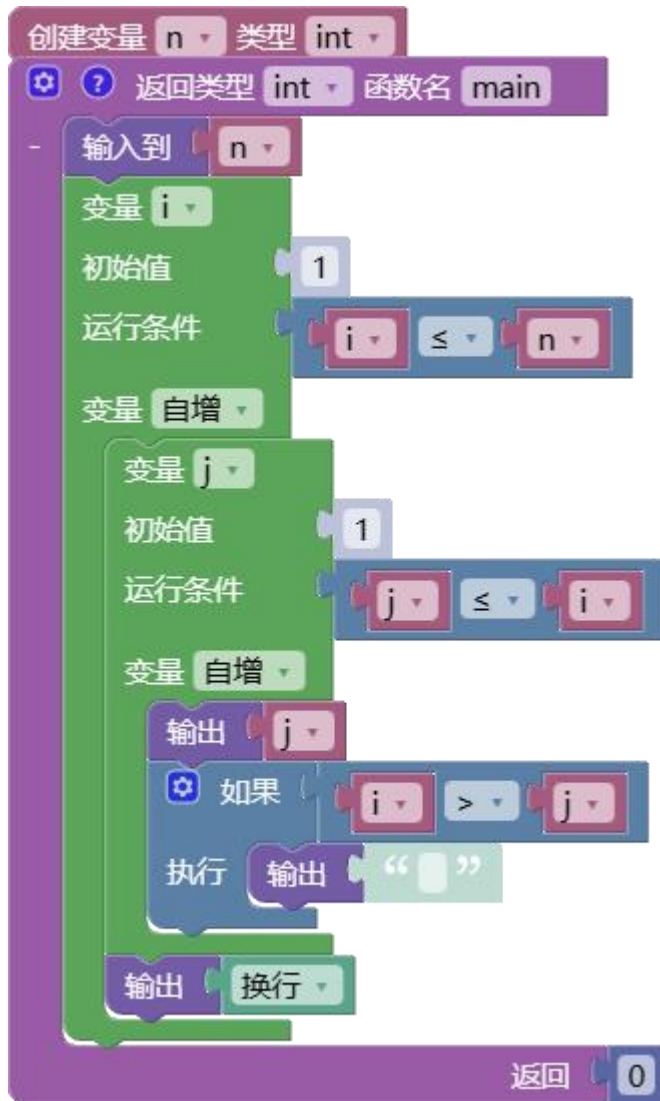 创建变量 n 类型 int
? 返回类型 int 函数名 main
- 输入到 n
变量 i
初始值 1
运行条件 i ≤ n
变量 自增
变量 j
初始值 1
运行条件 j ≤ i
变量 自增
输出 j
如果 i > j
执行 输出 “ ”
输出 换行
返回 0